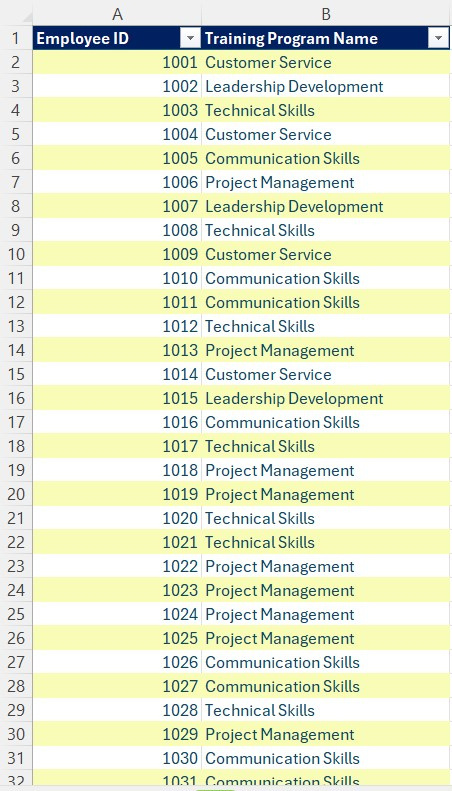 A B
1 Employee ID Training Program Name
2 1001 Customer Service
3 1002 Leadership Development
4 1003 Technical Skills
5 1004 Customer Service
6 1005 Communication Skills
7 1006 Project Management
8 1007 Leadership Development
9 1008 Technical Skills
10 1009 Customer Service
11 1010 Communication Skills
12 1011 Communication Skills
13 1012 Technical Skills
14 1013 Project Management
15 1014 Customer Service
16 1015 Leadership Development
17 1016 Communication Skills
18 1017 Technical Skills
19 1018 Project Management
20 1019 Project Management
21 1020 Technical Skills
22 1021 Technical Skills
23 1022 Project Management
24 1023 Project Management
25 1024 Project Management
26 1025 Project Management
27 1026 Communication Skills
28 1027 Communication Skills
29 1028 Technical Skills
30 1029 Project Management
31 1030 Communication Skills
32 1031 Communication Skills